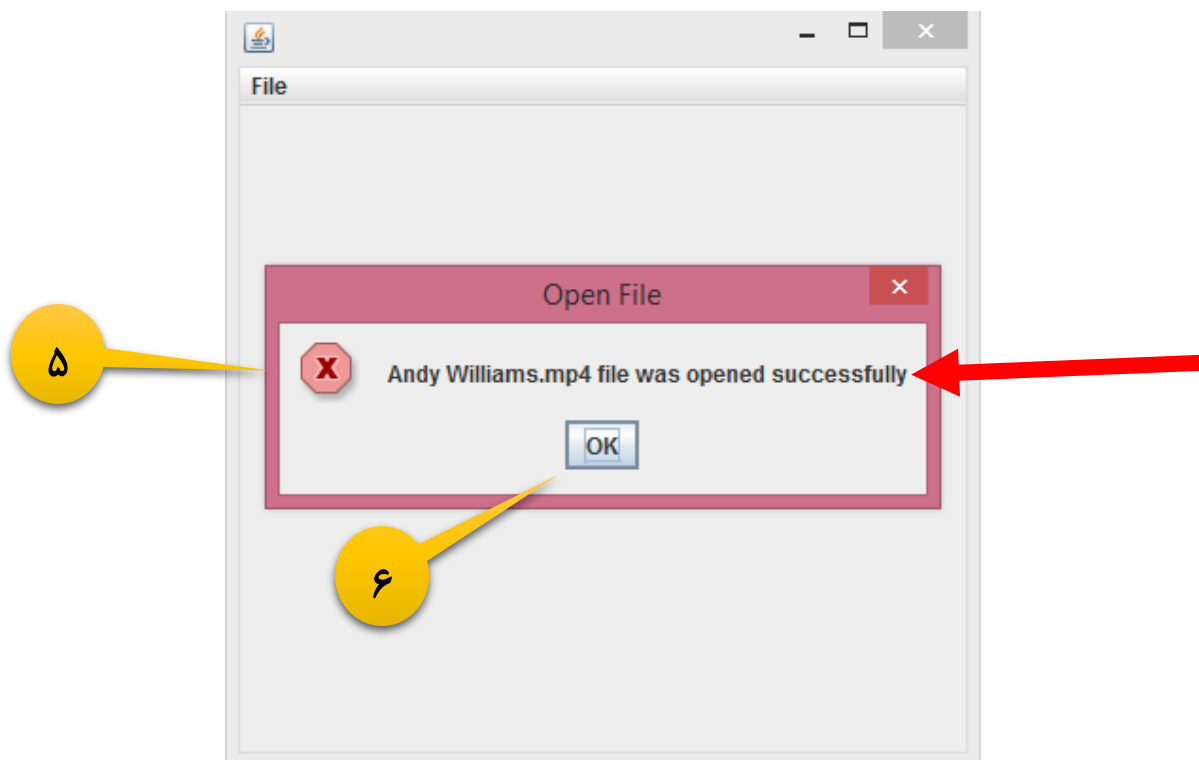 File
Open File
۵
Andy Williams.mp4 file was opened successfully
OK
۶